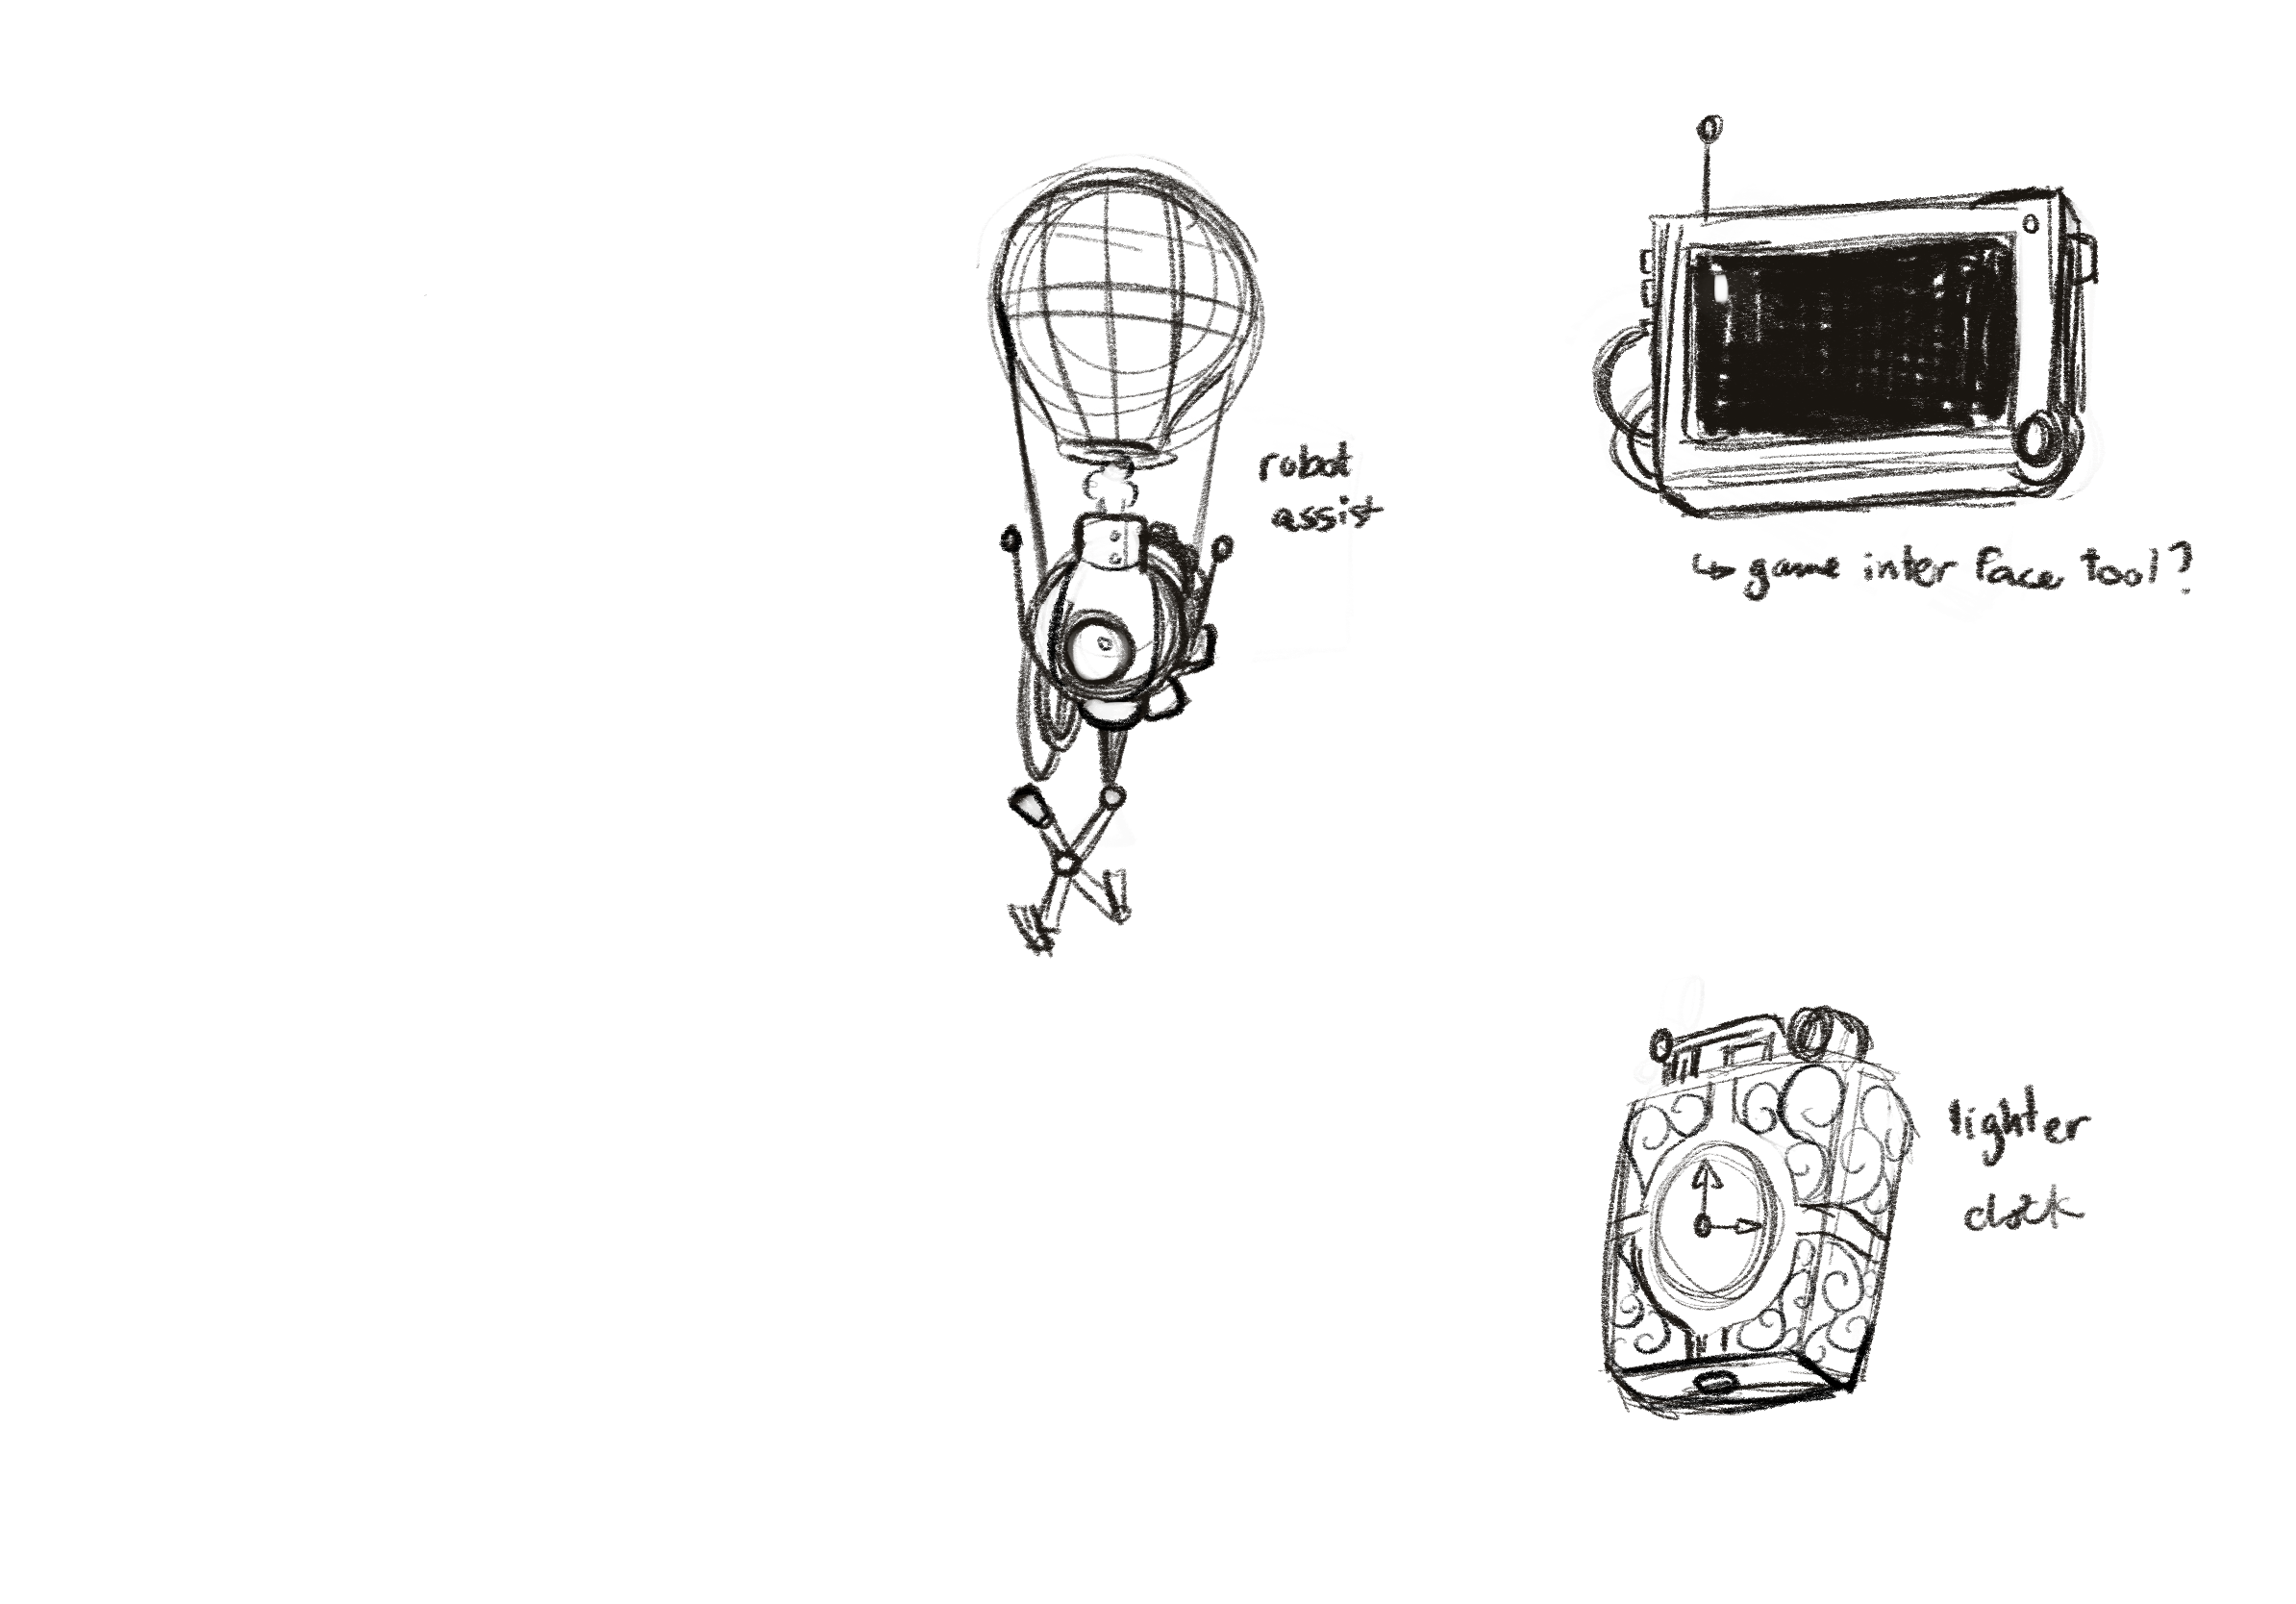 robot
assist
↳ game inter face tool?
lighter
clock